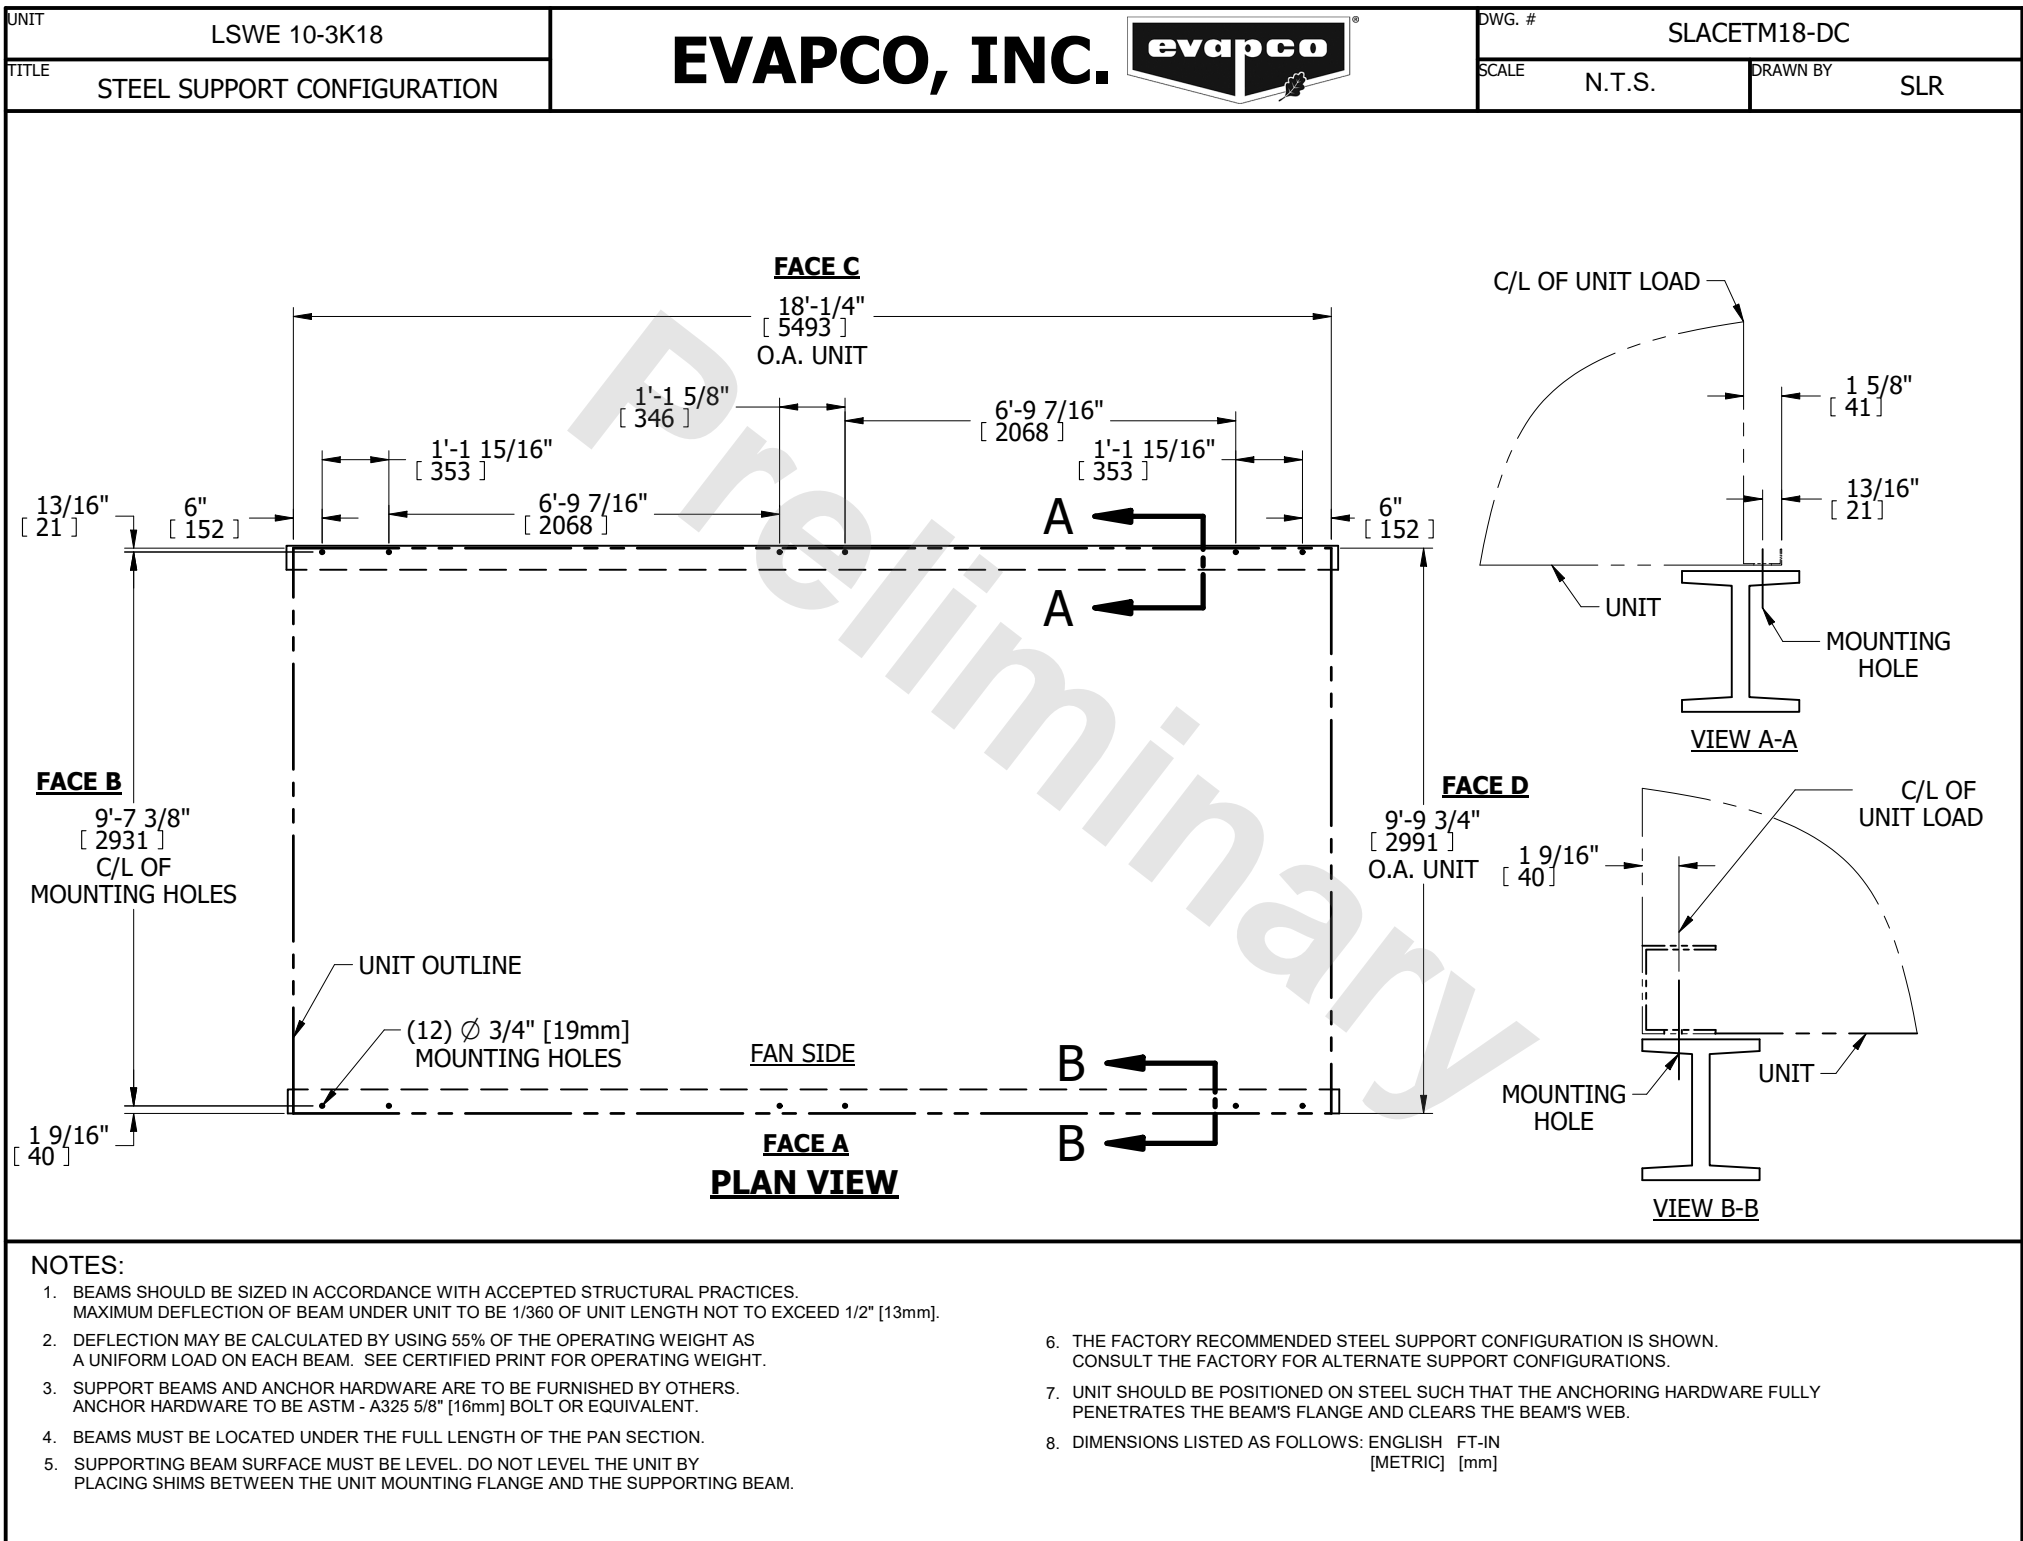 UNIT
LSWE 10-3K18
TITLE
STEEL SUPPORT CONFIGURATION
EVAPCO, INC.
evapco
®
DWG. #
SLACETM18-DC
SCALE
N.T.S.
DRAWN BY
SLR
FACE C
18'-1/4"
[ 5493 ]
O.A. UNIT
1'-1 5/8"
[ 346 ]
6'-9 7/16"
[ 2068 ]
1'-1 15/16"
[ 353 ]
1'-1 15/16"
[ 353 ]
13/16"
[ 21 ]
6"
[ 152 ]
6'-9 7/16"
[ 2068 ]
6"
[ 152 ]
A
A
FACE B
9'-7 3/8"
[ 2931 ]
C/L OF
MOUNTING HOLES
FACE D
9'-9 3/4"
[ 2991 ]
O.A. UNIT
UNIT OUTLINE
(12) Ø 3/4" [19mm]
MOUNTING HOLES
FAN SIDE
B
B
1 9/16"
[ 40 ]
FACE A
PLAN VIEW
Preliminary
C/L OF UNIT LOAD
1 5/8"
[ 41]
13/16"
[ 21]
UNIT
MOUNTING
HOLE
VIEW A-A
C/L OF
UNIT LOAD
1 9/16"
[ 40]
UNIT
MOUNTING
HOLE
VIEW B-B
NOTES:
1. BEAMS SHOULD BE SIZED IN ACCORDANCE WITH ACCEPTED STRUCTURAL PRACTICES.
MAXIMUM DEFLECTION OF BEAM UNDER UNIT TO BE 1/360 OF UNIT LENGTH NOT TO EXCEED 1/2" [13mm].
2. DEFLECTION MAY BE CALCULATED BY USING 55% OF THE OPERATING WEIGHT AS
A UNIFORM LOAD ON EACH BEAM. SEE CERTIFIED PRINT FOR OPERATING WEIGHT.
3. SUPPORT BEAMS AND ANCHOR HARDWARE ARE TO BE FURNISHED BY OTHERS.
ANCHOR HARDWARE TO BE ASTM - A325 5/8" [16mm] BOLT OR EQUIVALENT.
4. BEAMS MUST BE LOCATED UNDER THE FULL LENGTH OF THE PAN SECTION.
5. SUPPORTING BEAM SURFACE MUST BE LEVEL. DO NOT LEVEL THE UNIT BY
PLACING SHIMS BETWEEN THE UNIT MOUNTING FLANGE AND THE SUPPORTING BEAM.
6. THE FACTORY RECOMMENDED STEEL SUPPORT CONFIGURATION IS SHOWN.
CONSULT THE FACTORY FOR ALTERNATE SUPPORT CONFIGURATIONS.
7. UNIT SHOULD BE POSITIONED ON STEEL SUCH THAT THE ANCHORING HARDWARE FULLY
PENETRATES THE BEAM'S FLANGE AND CLEARS THE BEAM'S WEB.
8. DIMENSIONS LISTED AS FOLLOWS: ENGLISH FT-IN
[METRIC] [mm]